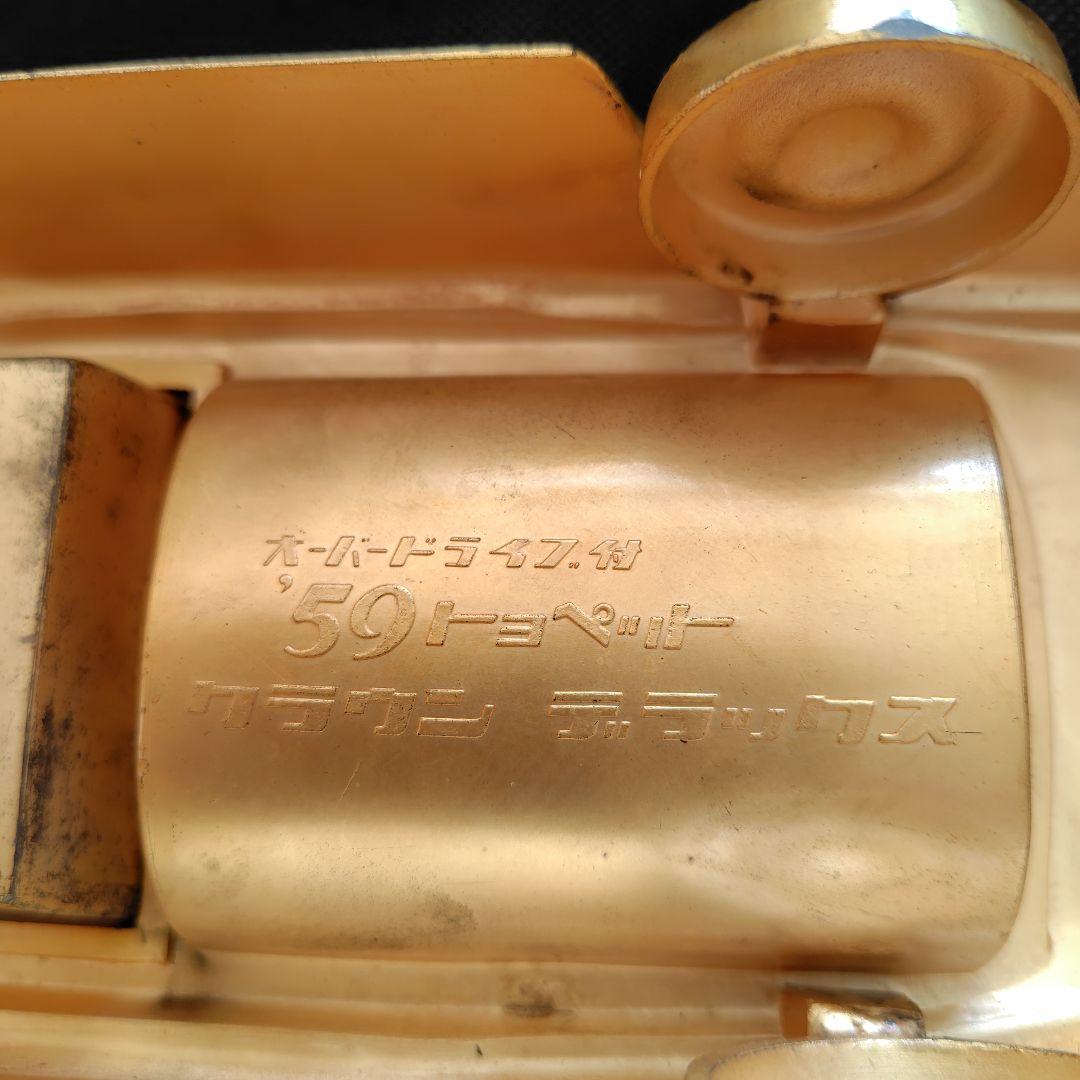 オーバードライブ付
'59トヨペット
クラウン デラックス